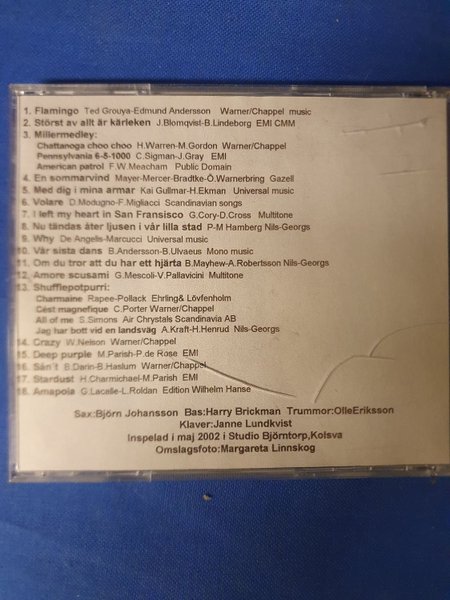 1. Flamingo Ted Grouya-Edmund Andersson Warner/Chappel music
2. Störst av allt är kärleken J.Blomqvist-B.Lindeborg EMI CMM
3. Millermedley:
Chattanoga choo choo H.Warren-M.Gordon Warner/Chappel
Pennsylvania 6-5-1000 C.Sigman-J.Gray EMI
American patrol F.W.Meacham Public Domain
4. En sommarvind Mayer-Mercer-Bradtke-Ö.Warnerbring Gazell
5. Med dig i mina armar Kai Gullmar-H.Ekman Universal music
6. Volare D.Modugno-F.Migliacci Scandinavian songs
7. I left my heart in San Fransisco G.Cory-D.Cross Multitone
8. Nu tändas åter ljusen i vår lilla stad P-M Hamberg Nils-Georgs
9. Why De Angelis-Marcucci Universal music
10. Vår sista dans B.Andersson-B.Ulvaeus Mono music
11. Om du tror att du har ett hjärta B.Mayhew-A.Robertsson Nils-Georgs
12. Amore scusami G.Mescoli-V.Pallavicini Multitone
13. Shufflepotpurri:
Charmaine Rapee-Pollack Ehrling& Lövfenholm
Cést magnefique C.Porter Warner/Chappel
All of me S.Simons Air Chrystals Scandinavia AB
Jag har bott vid en landsväg A.Kraft-H.Henrud Nils-Georgs
14. Crazy W.Nelson Warner/Chappel
15. Deep purple M.Parish-P.de Rose EMI
16. Sán´t B.Darin-B.Haslum Warner/Chappel
17. Stardust H.Charmichael-M.Parish EMI
18. Amapola G.Lacalle-L.Roldan Edition Wilhelm Hanse
Sax:Björn Johansson Bas:Harry Brickman Trummor:OlleEriksson
Klaver:Janne Lundkvist
Inspelad i maj 2002 i Studio Björntorp,Kolsva
Omslagsfoto:Margareta Linnskog